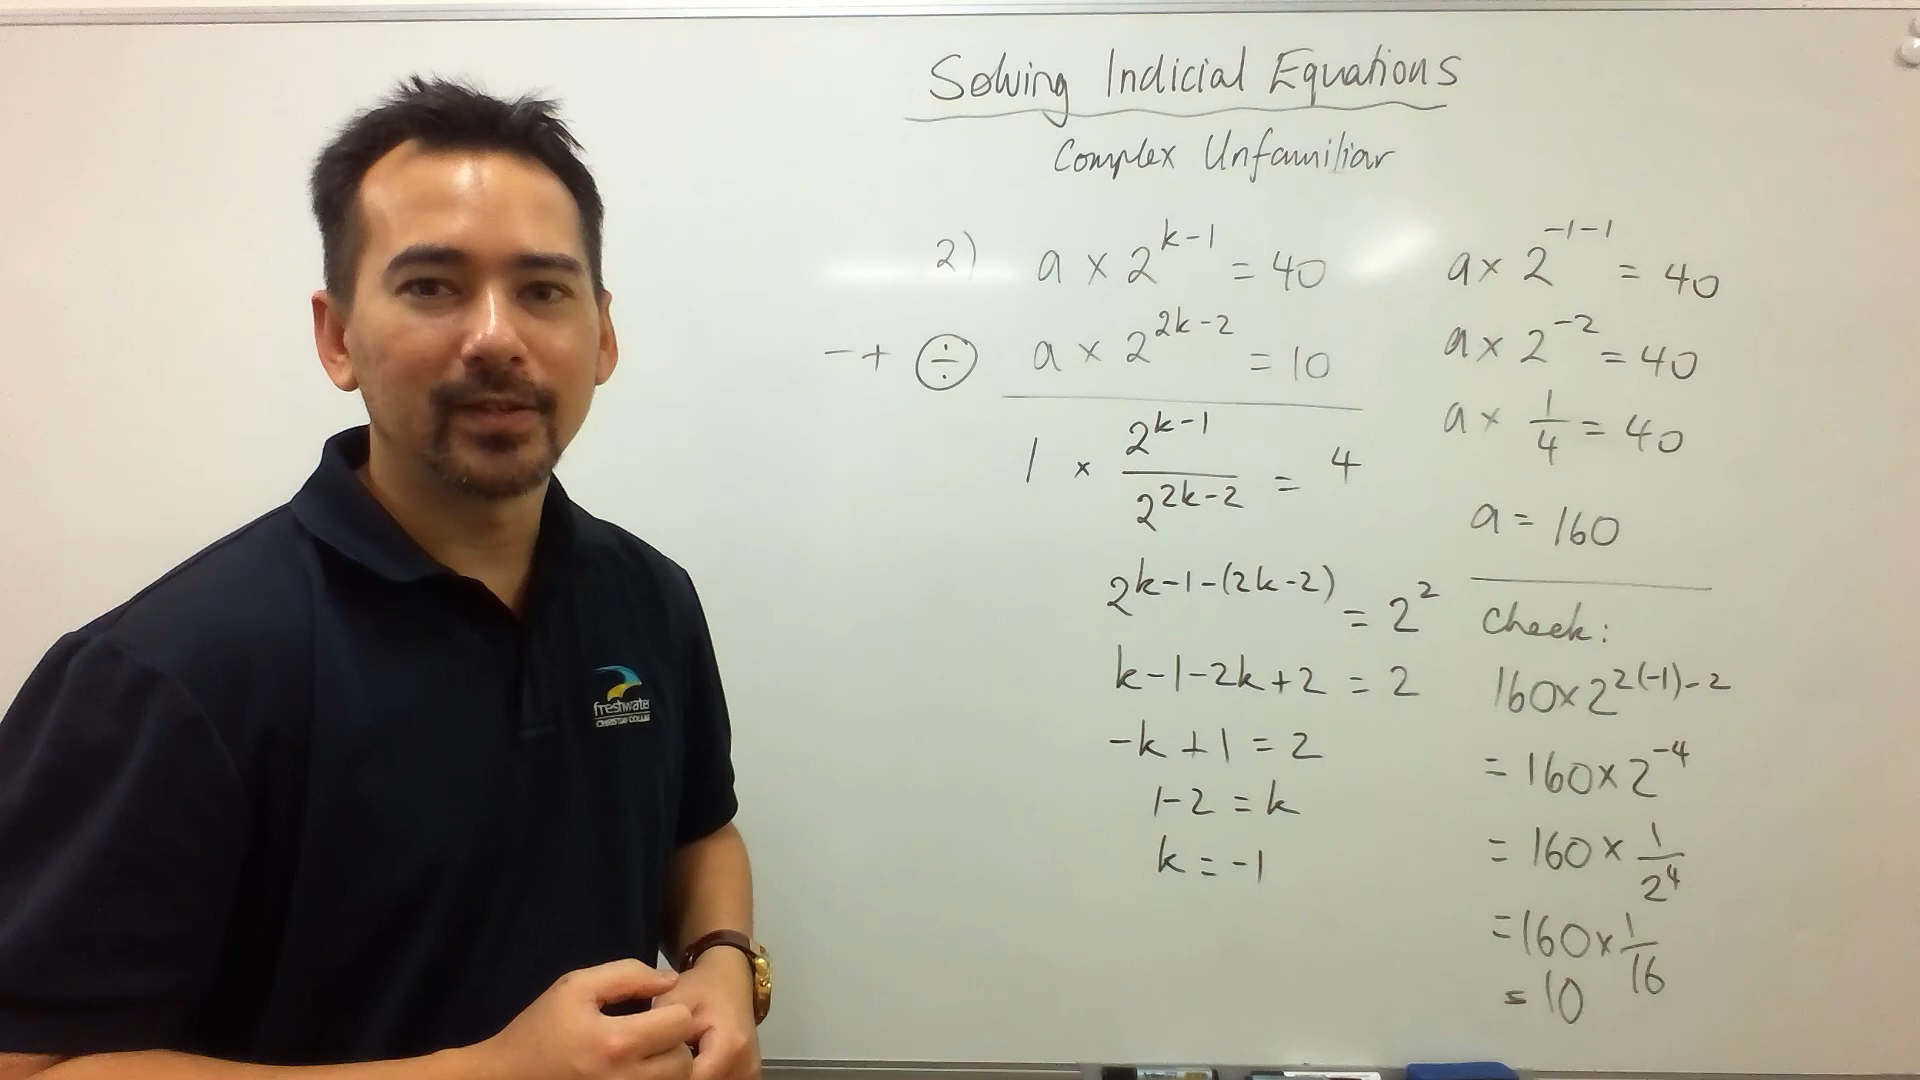 Solving Indicial Equations
Complex Unfamiliar
2) a × 2^{k-1} = 40
- + ÷ a × 2^{2k-2} = 10
1 × 2^{k-1} / 2^{2k-2} = 4
2^{k-1-(2k-2)} = 2^2
k-1-2k+2 = 2
-k+1 = 2
1-2 = k
k = -1
a × 2^{-1-1} = 40
a × 2^{-2} = 40
a × 1/4 = 40
a = 160
Check:
160 × 2^{2(-1)-2}
= 160 × 2^{-4}
= 160 × 1/2^4
= 160 × 1/16
= 10
freshwater
CHRISTIAN COLLEGE